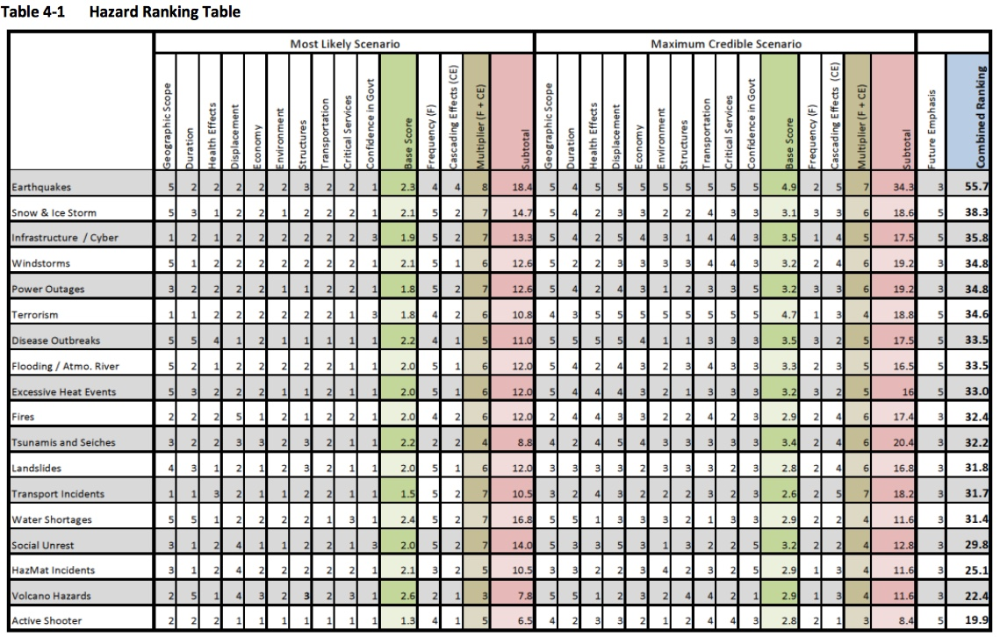 Table 4-1 Hazard Ranking Table
Most Likely Scenario Maximum Credible Scenario
Geographic Scope Duration Health Effects Displacement Economy Environment Structures Transportation Critical Services Confidence in Govt Base Score Frequency (F) Cascading Effects (CE) Multiplier (F + CE) Subtotal Geographic Scope Duration Health Effects Displacement Economy Environment Structures Transportation Critical Services Confidence in Govt Base Score Frequency (F) Cascading Effects (CE) Multiplier (F + CE) Subtotal Future Emphasis Combined Ranking
Earthquakes 5 2 2 2 2 2 3 2 2 1 2.3 4 4 8 18.4 5 4 5 5 5 5 5 5 5 5 4.9 2 5 7 34.3 3 55.7
Snow & Ice Storm 5 3 1 2 2 1 2 2 2 1 2.1 5 2 7 14.7 5 4 2 3 3 2 2 4 3 3 3.1 3 3 6 18.6 5 38.3
Infrastructure / Cyber 1 2 1 2 2 2 2 2 2 3 1.9 5 2 7 13.3 5 4 2 5 4 3 1 4 4 3 3.5 1 4 5 17.5 5 35.8
Windstorms 5 1 2 2 2 2 2 2 2 1 2.1 5 1 6 12.6 5 2 2 3 3 3 3 4 4 3 3.2 2 4 6 19.2 3 34.8
Power Outages 3 2 2 2 2 1 1 2 2 1 1.8 5 2 7 12.6 5 4 2 4 3 1 2 3 3 5 3.2 3 3 6 19.2 3 34.8
Terrorism 1 1 2 2 2 2 2 2 1 3 1.8 4 2 6 10.8 4 3 5 5 5 5 5 5 5 5 4.7 1 3 4 18.8 5 34.6
Disease Outbreaks 5 5 4 1 2 1 1 1 1 1 2.2 4 1 5 11.0 5 5 5 5 4 1 1 3 3 3 3.5 3 2 5 17.5 5 33.5
Flooding / Atmo. River 5 2 1 2 2 2 2 2 1 1 2.0 5 1 6 12.0 5 4 2 4 3 2 3 4 3 3 3.3 2 3 5 16.5 5 33.5
Excessive Heat Events 5 3 2 2 2 1 1 2 1 1 2.0 5 1 6 12.0 5 4 4 4 3 2 1 3 3 3 3.2 3 2 5 16 5 33.0
Fires 2 2 2 5 1 2 1 2 2 1 2.0 4 2 6 12.0 2 4 4 3 3 2 2 4 2 3 2.9 2 4 6 17.4 3 32.4
Tsunamis and Seiches 3 2 2 3 3 2 3 2 1 1 2.2 2 2 4 8.8 4 2 4 5 4 3 3 3 3 3 3.4 2 4 6 20.4 3 32.2
Landslides 4 3 1 2 1 2 3 2 1 1 2.0 5 1 6 12.0 3 3 3 3 3 2 3 3 2 3 2.8 2 4 6 16.8 3 31.8
Transport Incidents 1 1 3 2 1 1 2 2 1 1 1.5 5 2 7 10.5 3 2 4 3 2 2 2 3 2 3 2.6 2 5 7 18.2 3 31.7
Water Shortages 5 5 1 2 2 2 2 1 3 1 2.4 5 2 7 16.8 5 5 1 3 3 3 2 1 3 3 2.9 2 2 4 11.6 3 31.4
Social Unrest 3 1 2 4 1 1 2 2 1 3 2.0 5 2 7 14.0 5 3 3 5 3 1 3 2 2 5 3.2 2 2 4 12.8 3 29.8
HazMat Incidents 3 1 2 4 2 2 2 2 2 1 2.1 3 2 5 10.5 3 3 2 2 3 4 2 3 2 5 2.9 1 3 4 11.6 3 25.1
Volcano Hazards 2 5 1 4 3 2 3 2 3 1 2.6 2 1 3 7.8 5 5 1 2 3 2 4 4 2 1 2.9 1 3 4 11.6 3 22.4
Active Shooter 2 2 2 1 1 1 1 1 1 1 1.3 4 1 5 6.5 4 2 3 3 2 1 2 4 4 3 2.8 2 1 3 8.4 5 19.9